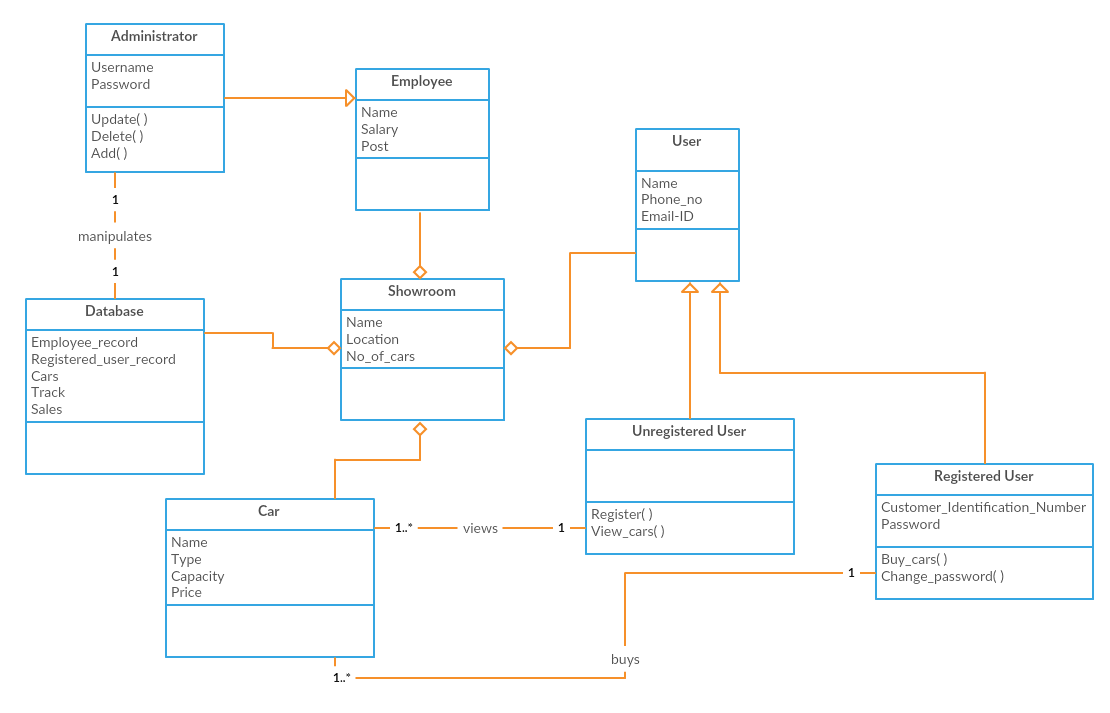 Administrator
Username
Password
Update( )
Delete( )
Add( )
Employee
Name
Salary
Post
User
Name
Phone_no
Email-ID
1
manipulates
1
Database
Employee_record
Registered_user_record
Cars
Track
Sales
Showroom
Name
Location
No_of_cars
Unregistered User
Register( )
View_cars( )
Registered User
Customer_Identification_Number
Password
Buy_cars( )
Change_password( )
Car
Name
Type
Capacity
Price
1..* views 1
1
buys
1..*